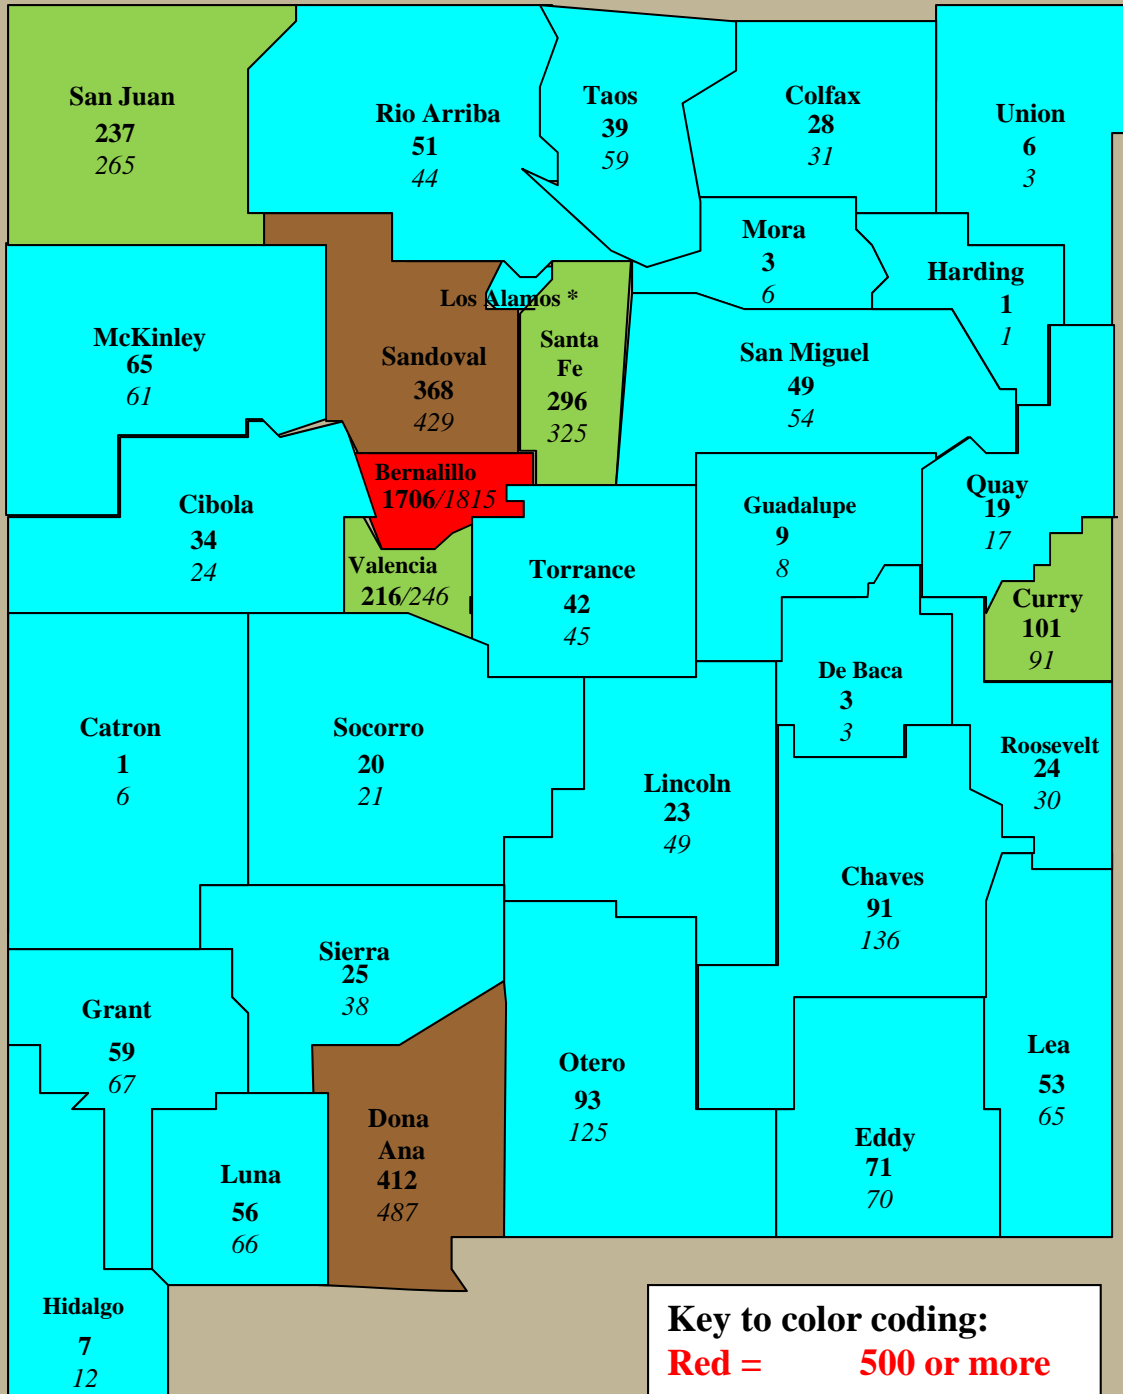 San Juan
237
265
Rio Arriba
51
44
Taos
39
59
Colfax
28
31
Union
6
3
Mora
3
6
Harding
1
1
Los Alamos *
McKinley
65
61
Sandoval
368
429
Santa
Fe
296
325
San Miguel
49
54
Bernalillo
1706/1815
Cibola
34
24
Valencia
216/246
Torrance
42
45
Guadalupe
9
8
Quay
19
17
Curry
101
91
De Baca
3
3
Catron
1
6
Socorro
20
21
Lincoln
23
49
Roosevelt
24
30
Chaves
91
136
Sierra
25
38
Grant
59
67
Otero
93
125
Lea
53
65
Dona
Ana
412
487
Eddy
71
70
Luna
56
66
Hidalgo
7
12
Key to color coding:
Red = 500 or more